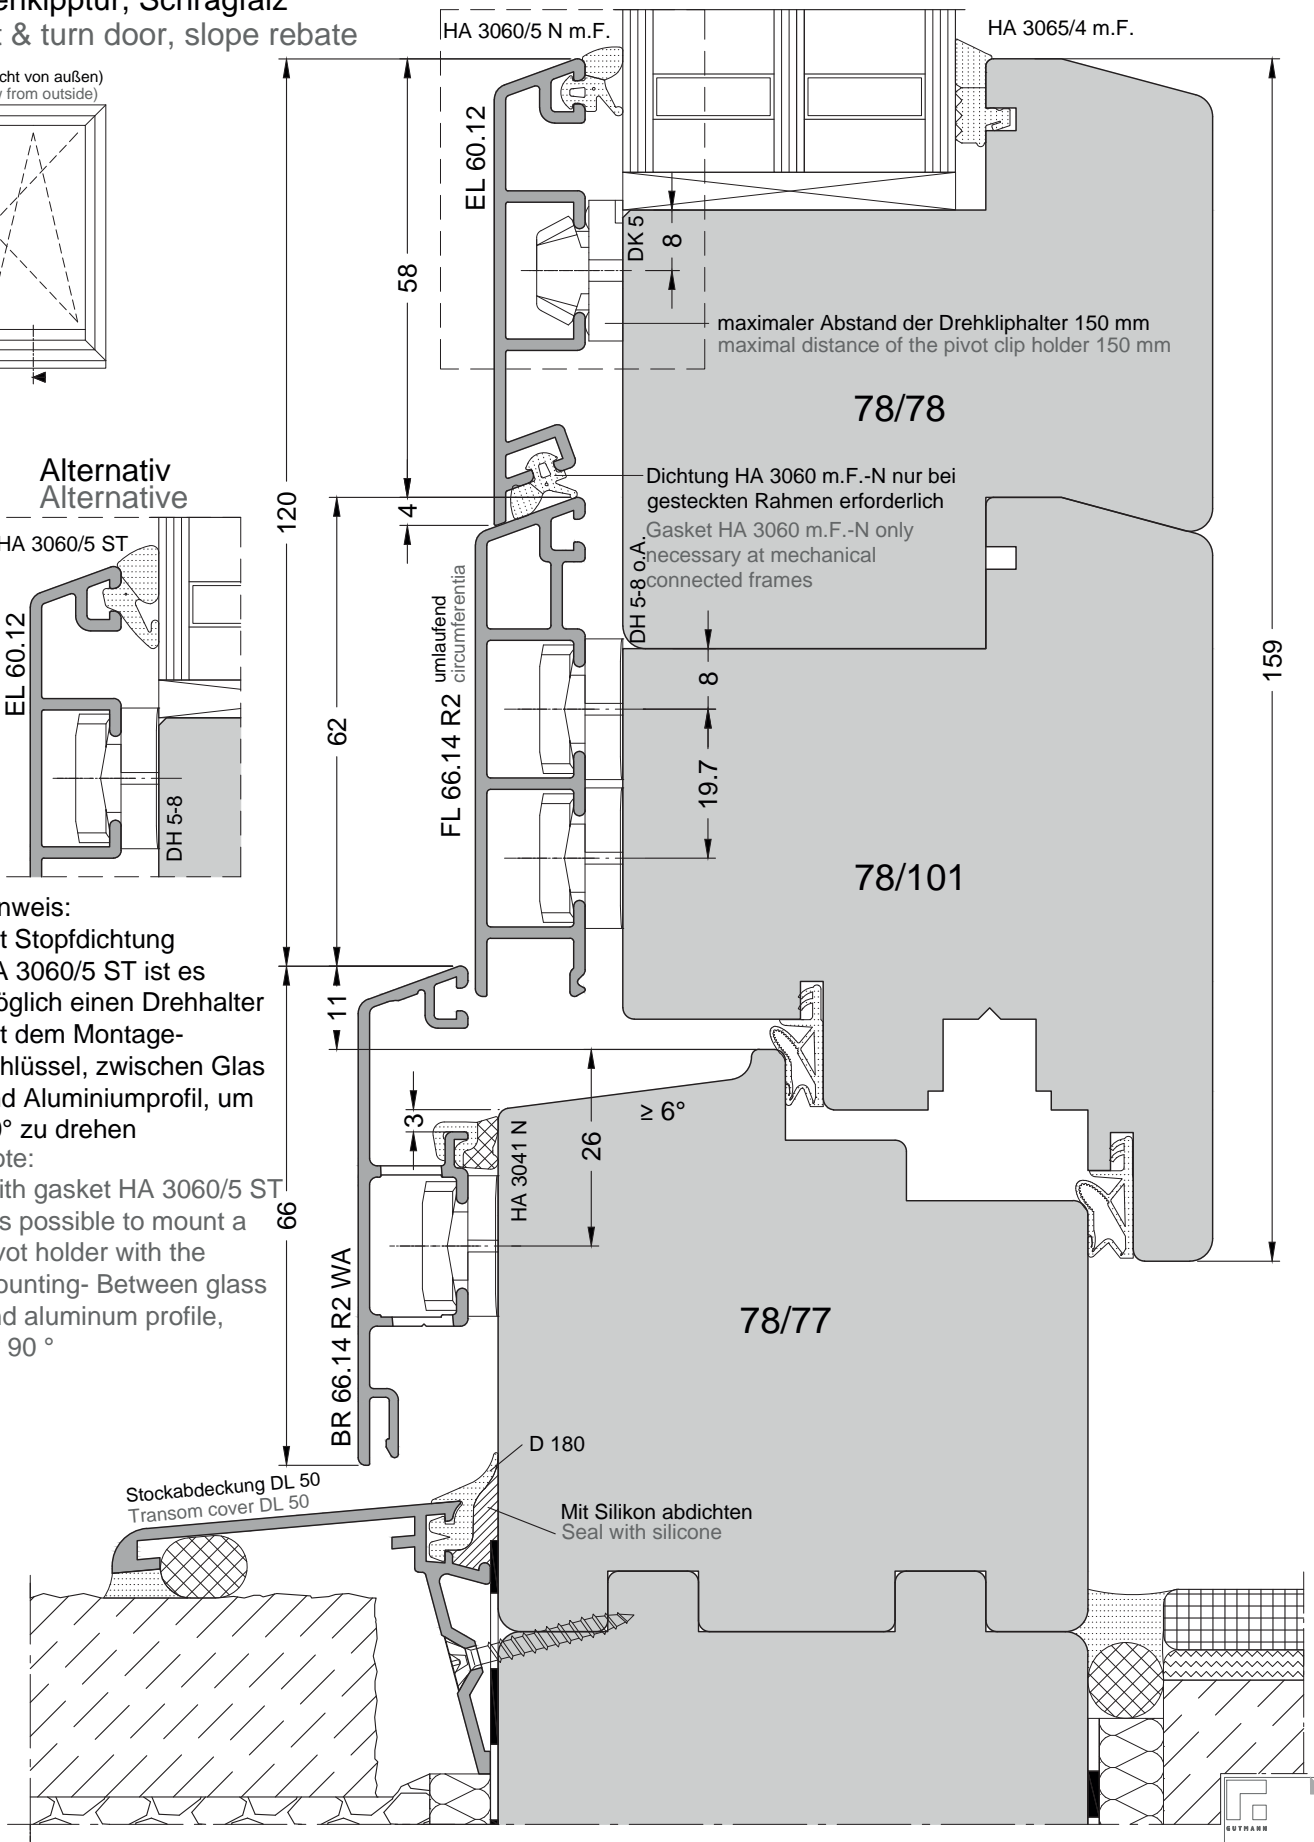 enkipptür, Schrägfalz
t & turn door, slope rebate
cht von außen)
from outside)
HA 3060/5 N m.F.
HA 3065/4 m.F.
EL 60.12
DK 5
8
58
120
maximaler Abstand der Drehkliphalter 150 mm
maximal distance of the pivot clip holder 150 mm
78/78
Alternativ
Alternative
HA 3060/5 ST
EL 60.12
DH 5-8
4
Dichtung HA 3060 m.F.-N nur bei
gesteckten Rahmen erforderlich
Gasket HA 3060 m.F.-N only
necessary at mechanical
connected frames
DH 5-8 o.A.
FL 66.14 R2
umlaufend
circumferentia
62
8
19.7
159
78/101
nweis:
t Stopfdichtung
A 3060/5 ST ist es
öglich einen Drehhalter
t dem Montage-
hlüssel, zwischen Glas
nd Aluminiumprofil, um
0° zu drehen
ote:
ith gasket HA 3060/5 ST
s possible to mount a
vot holder with the
ounting- Between glass
nd aluminum profile,
90 °
11
3
≥ 6°
26
HA 3041 N
66
BR 66.14 R2 WA
78/77
D 180
Stockabdeckung DL 50
Transom cover DL 50
Mit Silikon abdichten
Seal with silicone
GUTMANN